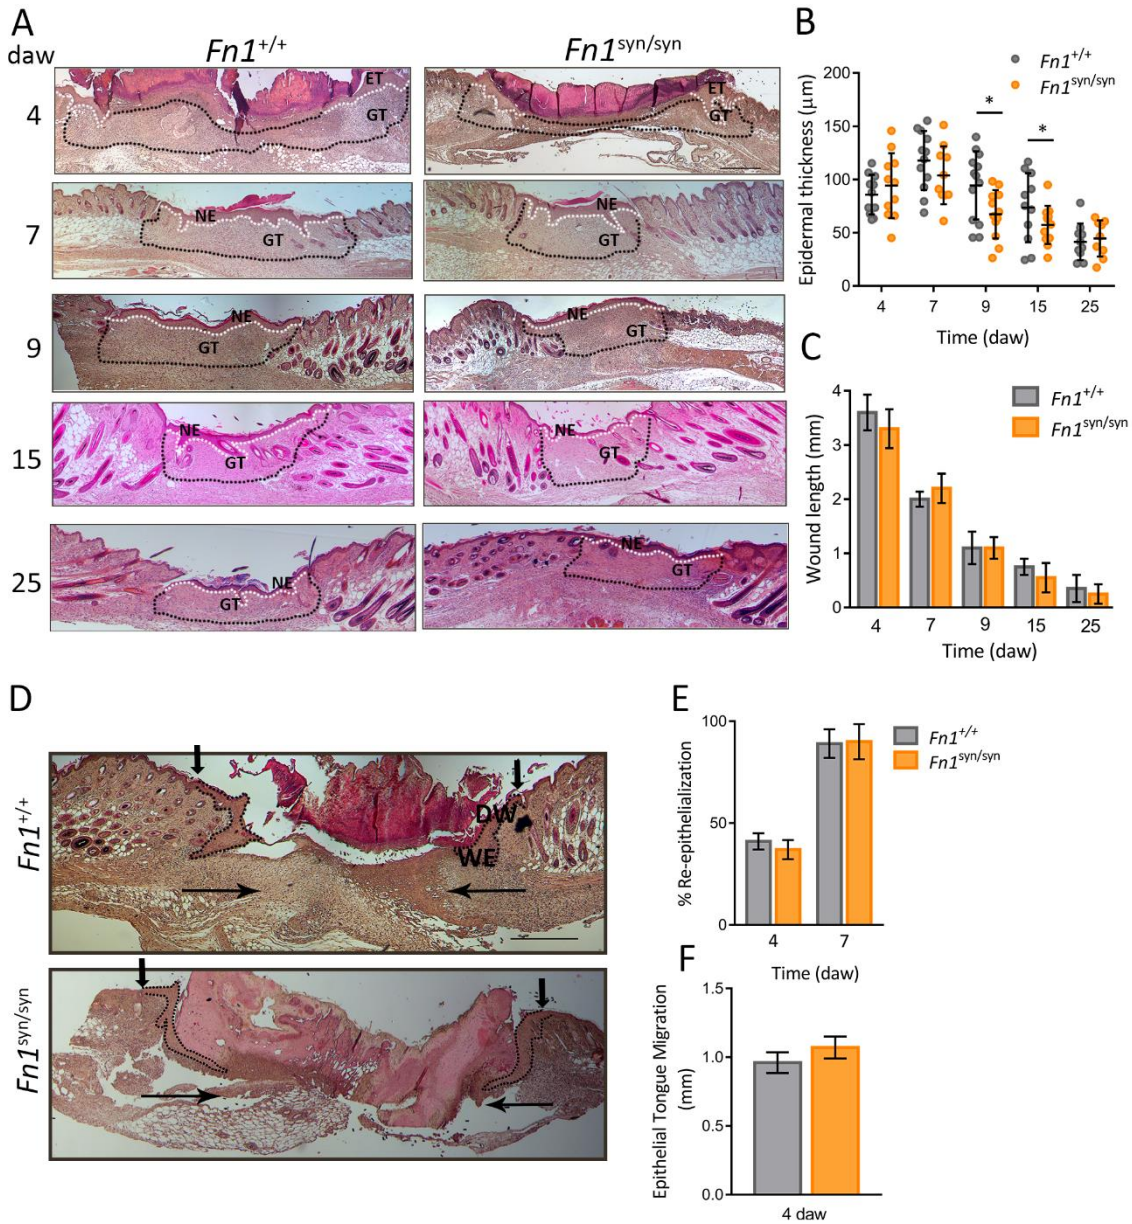 A
daw
Fn1+/+
Fn1syn/syn
4
ET
GT
ET
GT
7
NE
GT
NE
GT
9
NE
GT
NE
GT
15
NE
GT
NE
GT
25
NE
GT
NE
GT
B
Fn1+/+
Fn1syn/syn
Epidermal thickness (µm)
200
150
100
50
0
*
*
4 7 9 15 25
Time (daw)
C
Fn1+/+
Fn1syn/syn
Wound length (mm)
4
3
2
1
0
4 7 9 15 25
Time (daw)
D
Fn1+/+
DW
WE
Fn1syn/syn
E
Fn1+/+
Fn1syn/syn
% Re-epithelialization
100
50
0
4 7
Time (daw)
F
Epithelial Tongue Migration
(mm)
1.5
1.0
0.5
0.0
4 daw